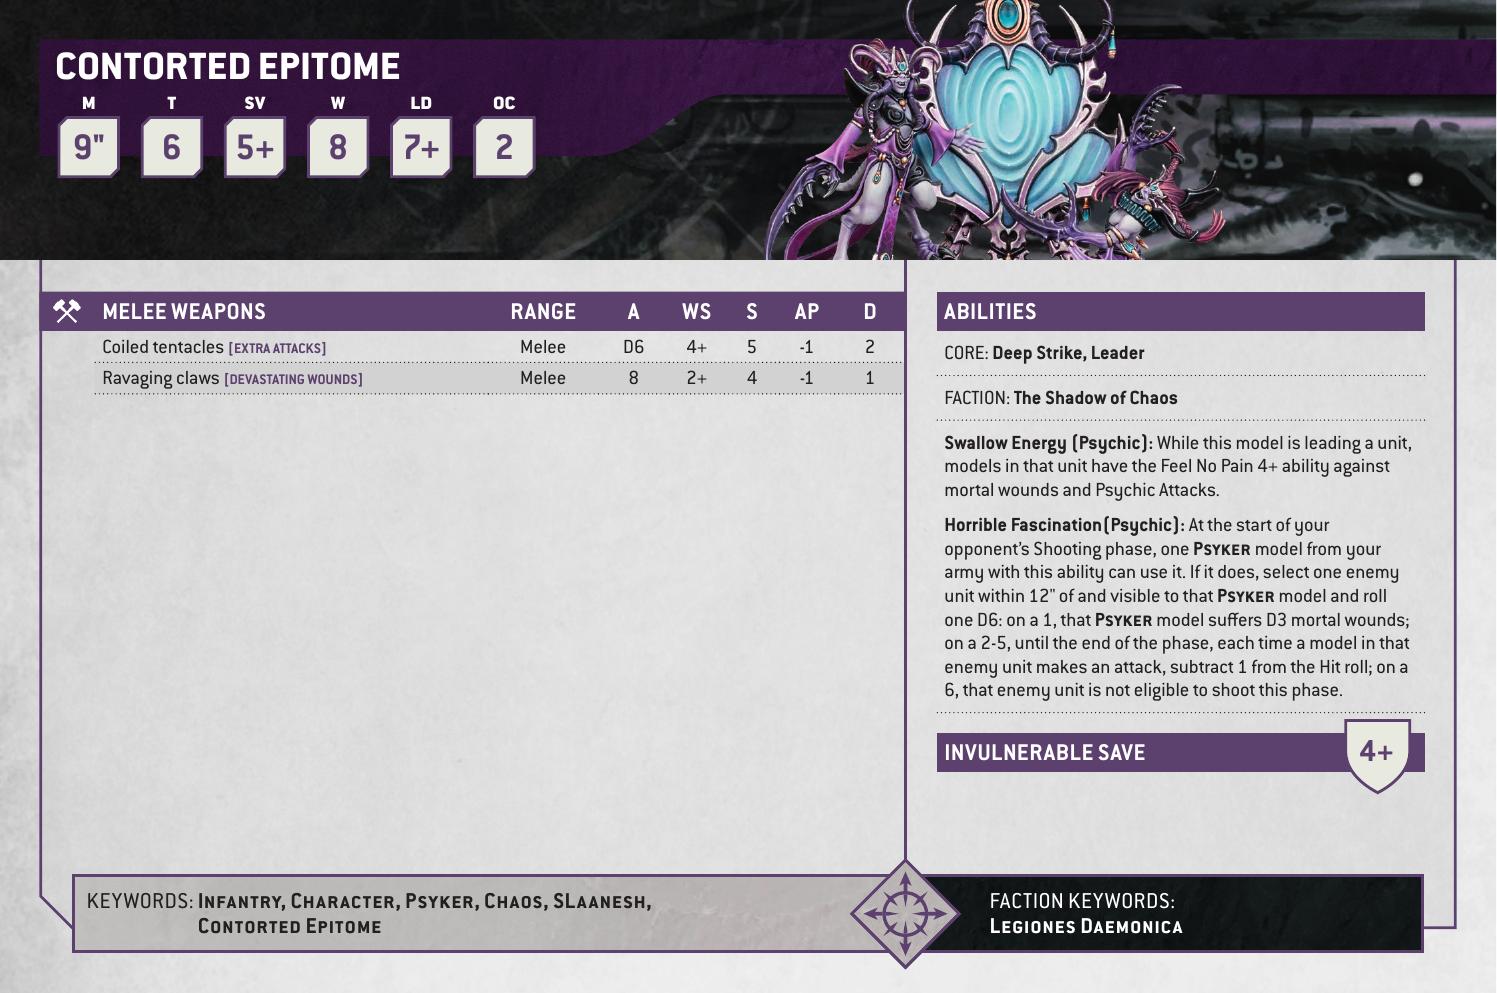 CONTORTED EPITOME
M T SV W LD OC
9" 6 5+ 8 7+ 2
MELEE WEAPONS RANGE A WS S AP D
Coiled tentacles [EXTRA ATTACKS] Melee D6 4+ 5 -1 2
Ravaging claws [DEVASTATING WOUNDS] Melee 8 2+ 4 -1 1
ABILITIES
CORE: Deep Strike, Leader
FACTION: The Shadow of Chaos
Swallow Energy (Psychic): While this model is leading a unit,
models in that unit have the Feel No Pain 4+ ability against
mortal wounds and Psychic Attacks.
Horrible Fascination(Psychic): At the start of your
opponent's Shooting phase, one PSYKER model from your
army with this ability can use it. If it does, select one enemy
unit within 12" of and visible to that PSYKER model and roll
one D6: on a 1, that PSYKER model suffers D3 mortal wounds;
on a 2-5, until the end of the phase, each time a model in that
enemy unit makes an attack, subtract 1 from the Hit roll; on a
6, that enemy unit is not eligible to shoot this phase.
INVULNERABLE SAVE 4+
KEYWORDS: INFANTRY, CHARACTER, PSYKER, CHAOS, SLAANESH,
CONTORTED EPITOME
FACTION KEYWORDS:
LEGIONES DAEMONICA